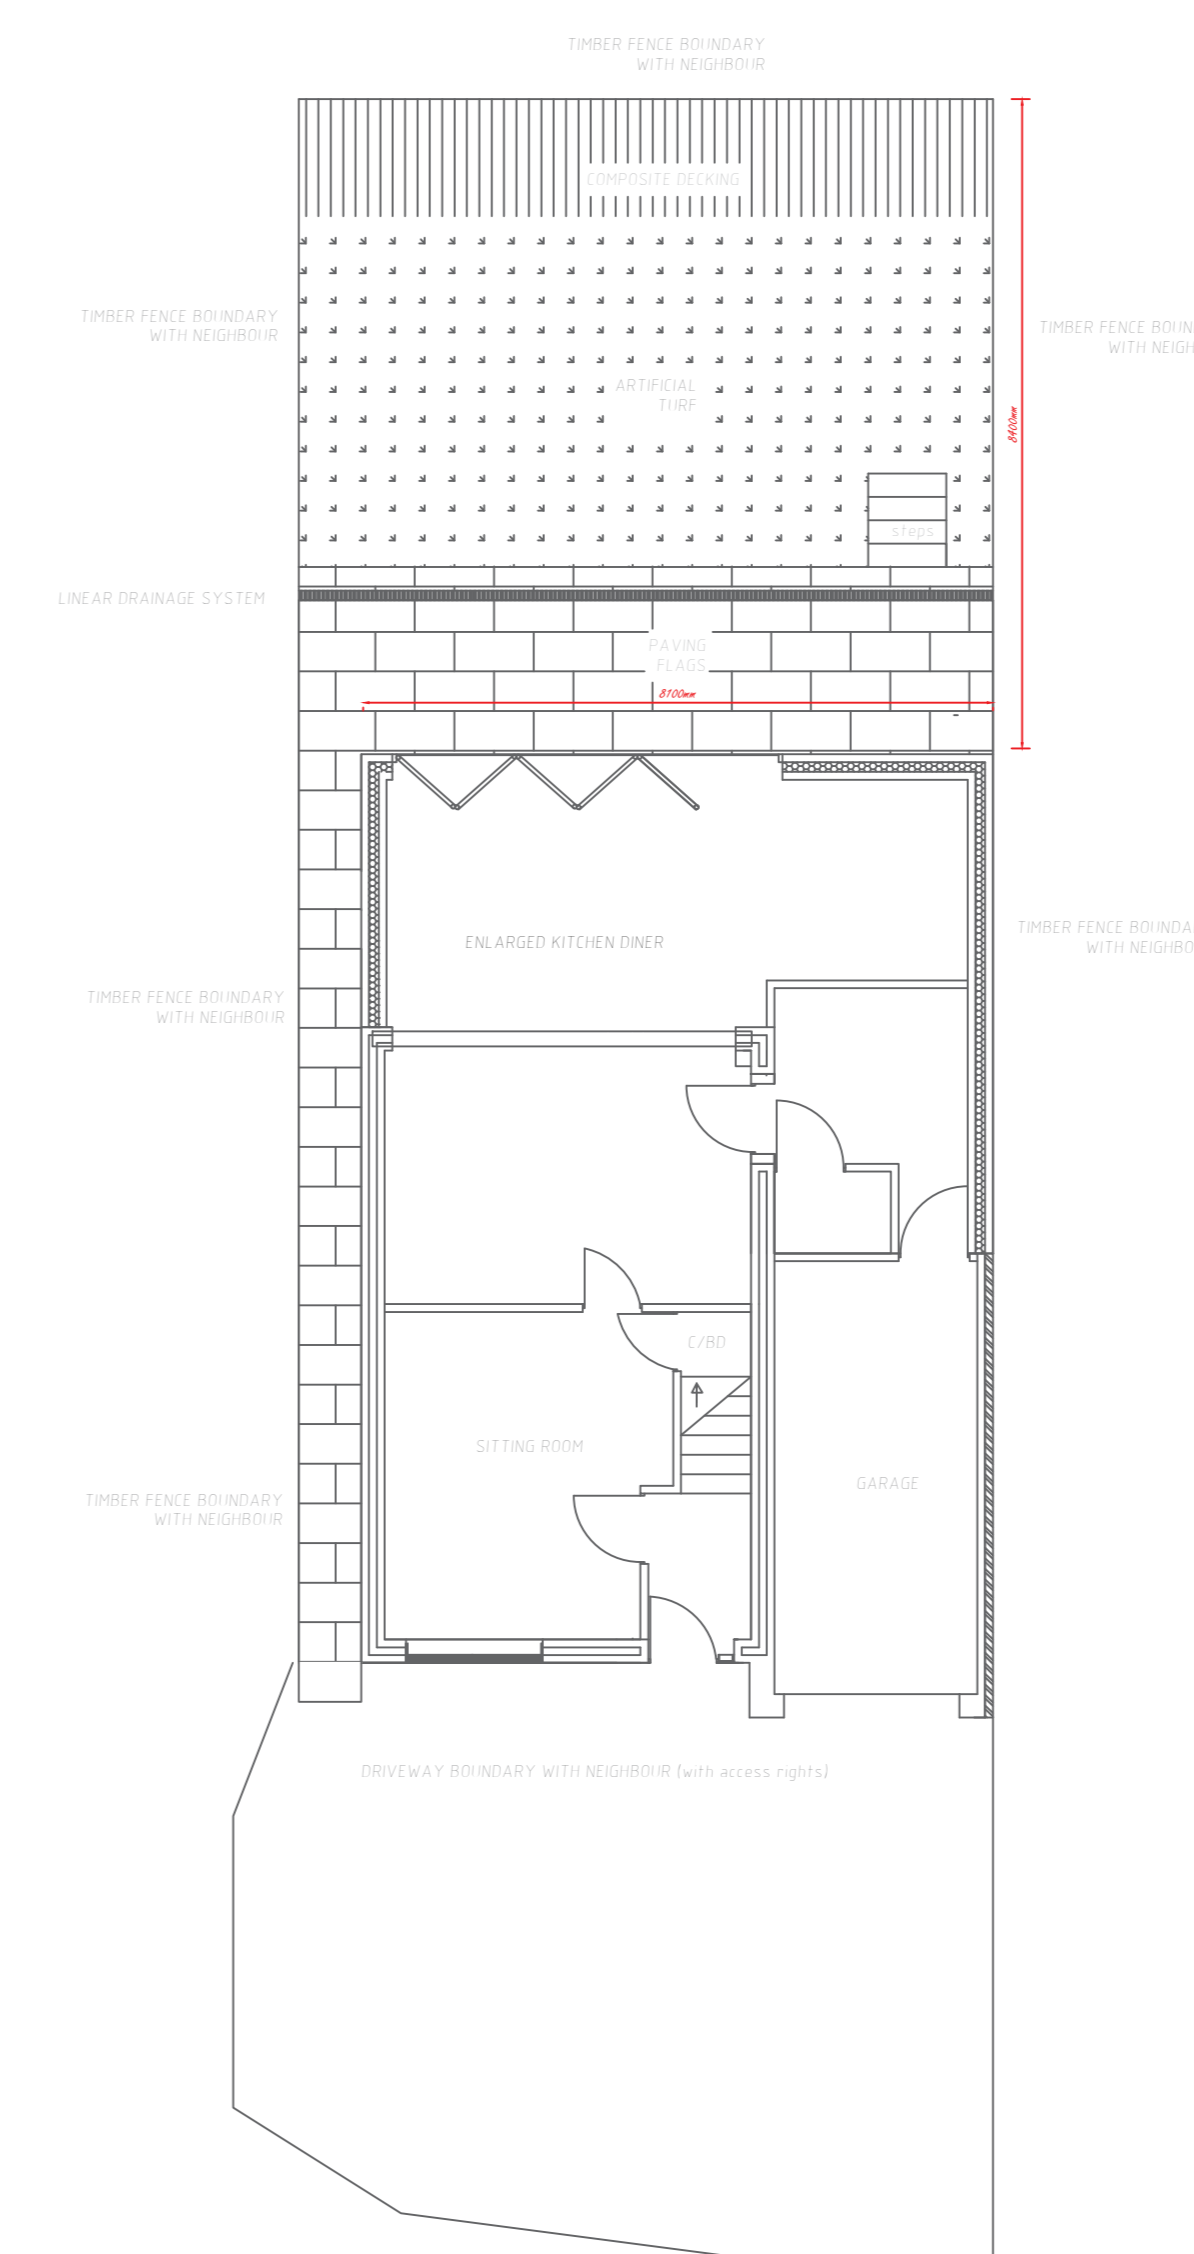 TIMBER FENCE BOUNDARY
WITH NEIGHBOUR
COMPOSITE DECKING
TIMBER FENCE BOUNDARY
WITH NEIGHBOUR
TIMBER FENCE BOUN
WITH NEIGH
ARTIFICIAL
TURF
8400mm
steps
LINEAR DRAINAGE SYSTEM
PAVING
FLAGS
8100mm
ENLARGED KITCHEN DINER
TIMBER FENCE BOUNDA
WITH NEIGHBO
TIMBER FENCE BOUNDARY
WITH NEIGHBOUR
C/BD
SITTING ROOM
GARAGE
TIMBER FENCE BOUNDARY
WITH NEIGHBOUR
DRIVEWAY BOUNDARY WITH NEIGHBOUR (with access rights)